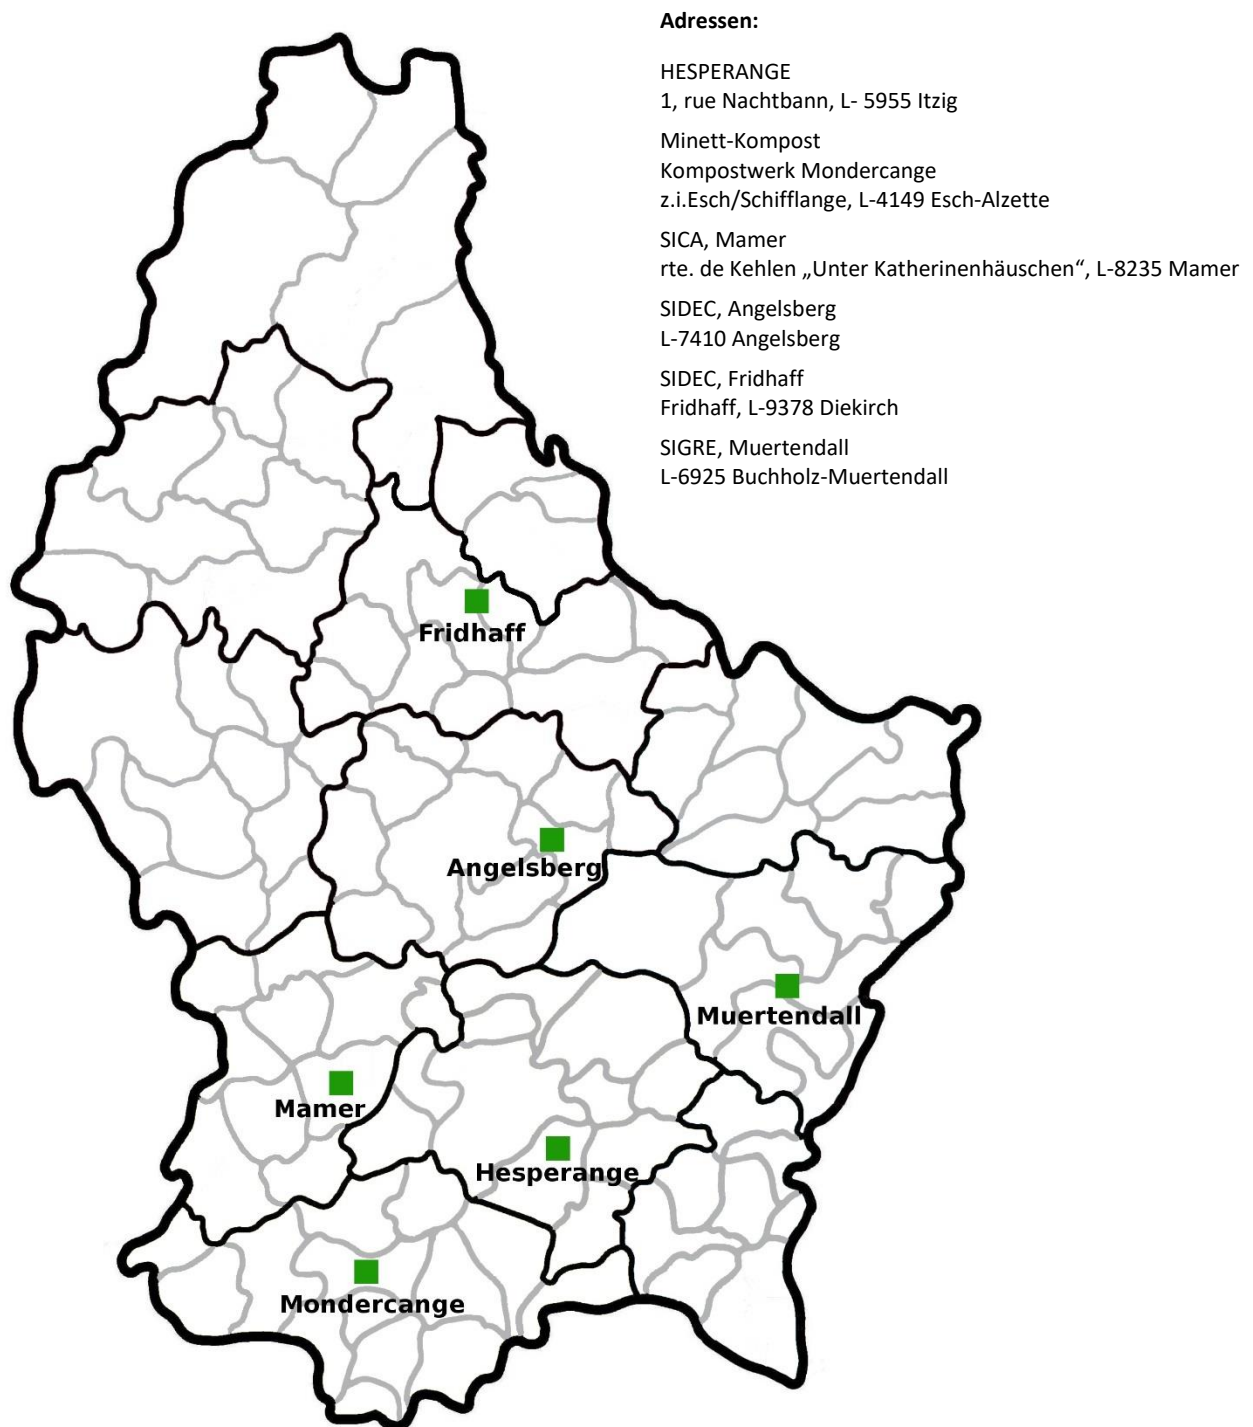 Adressen:
HESPERANGE
1, rue Nachtbann, L- 5955 Itzig
Minett-Kompost
Kompostwerk Mondercange
z.i.Esch/Schifflange, L-4149 Esch-Alzette
SICA, Mamer
rte. de Kehlen „Unter Katherinenhäuschen“, L-8235 Mamer
SIDEC, Angelsberg
L-7410 Angelsberg
SIDEC, Fridhaff
Fridhaff, L-9378 Diekirch
SIGRE, Muertendall
L-6925 Buchholz-Muertendall
Fridhaff
Angelsberg
Muertendall
Mamer
Hesperange
Mondercange